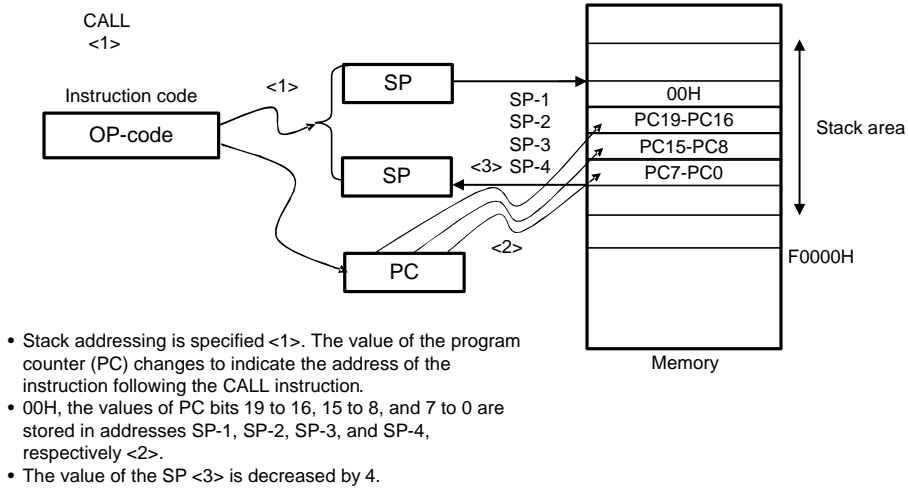 CALL
<1>
Instruction code
OP-code
<1>
SP
SP
PC
SP-1
SP-2
SP-3
<3> SP-4
<2>
00H
PC19-PC16
PC15-PC8
PC7-PC0
Stack area
F0000H
Memory
• Stack addressing is specified <1>. The value of the program
counter (PC) changes to indicate the address of the
instruction following the CALL instruction.
• 00H, the values of PC bits 19 to 16, 15 to 8, and 7 to 0 are
stored in addresses SP-1, SP-2, SP-3, and SP-4,
respectively <2>.
• The value of the SP <3> is decreased by 4.